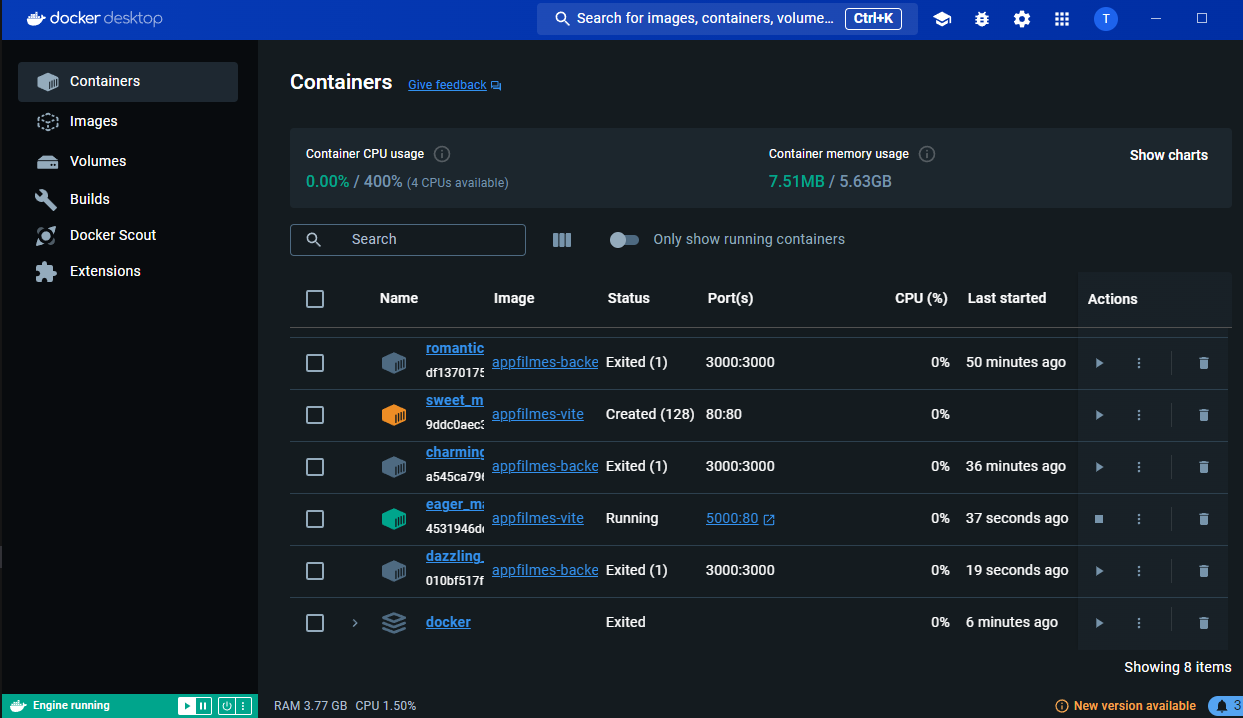 docker desktop
Search for images, containers, volume... Ctrl+K
T
Containers
Images
Volumes
Builds
Docker Scout
Extensions
Containers Give feedback
Container CPU usage
0.00% / 400% (4 CPUs available)
Container memory usage
7.51MB / 5.63GB
Show charts
Search
Only show running containers
Name Image Status Port(s) CPU (%) Last started Actions
romantic
df1370175 appfilmes-backe Exited (1) 3000:3000 0% 50 minutes ago
sweet_m
9ddc0aec3 appfilmes-vite Created (128) 80:80 0%
charming
a545ca796 appfilmes-backe Exited (1) 3000:3000 0% 36 minutes ago
eager_ma
4531946d appfilmes-vite Running 5000:80 0% 37 seconds ago
dazzling_
010bf517f appfilmes-backe Exited (1) 3000:3000 0% 19 seconds ago
docker Exited 0% 6 minutes ago
Showing 8 items
Engine running
RAM 3.77 GB CPU 1.50%
New version available
3